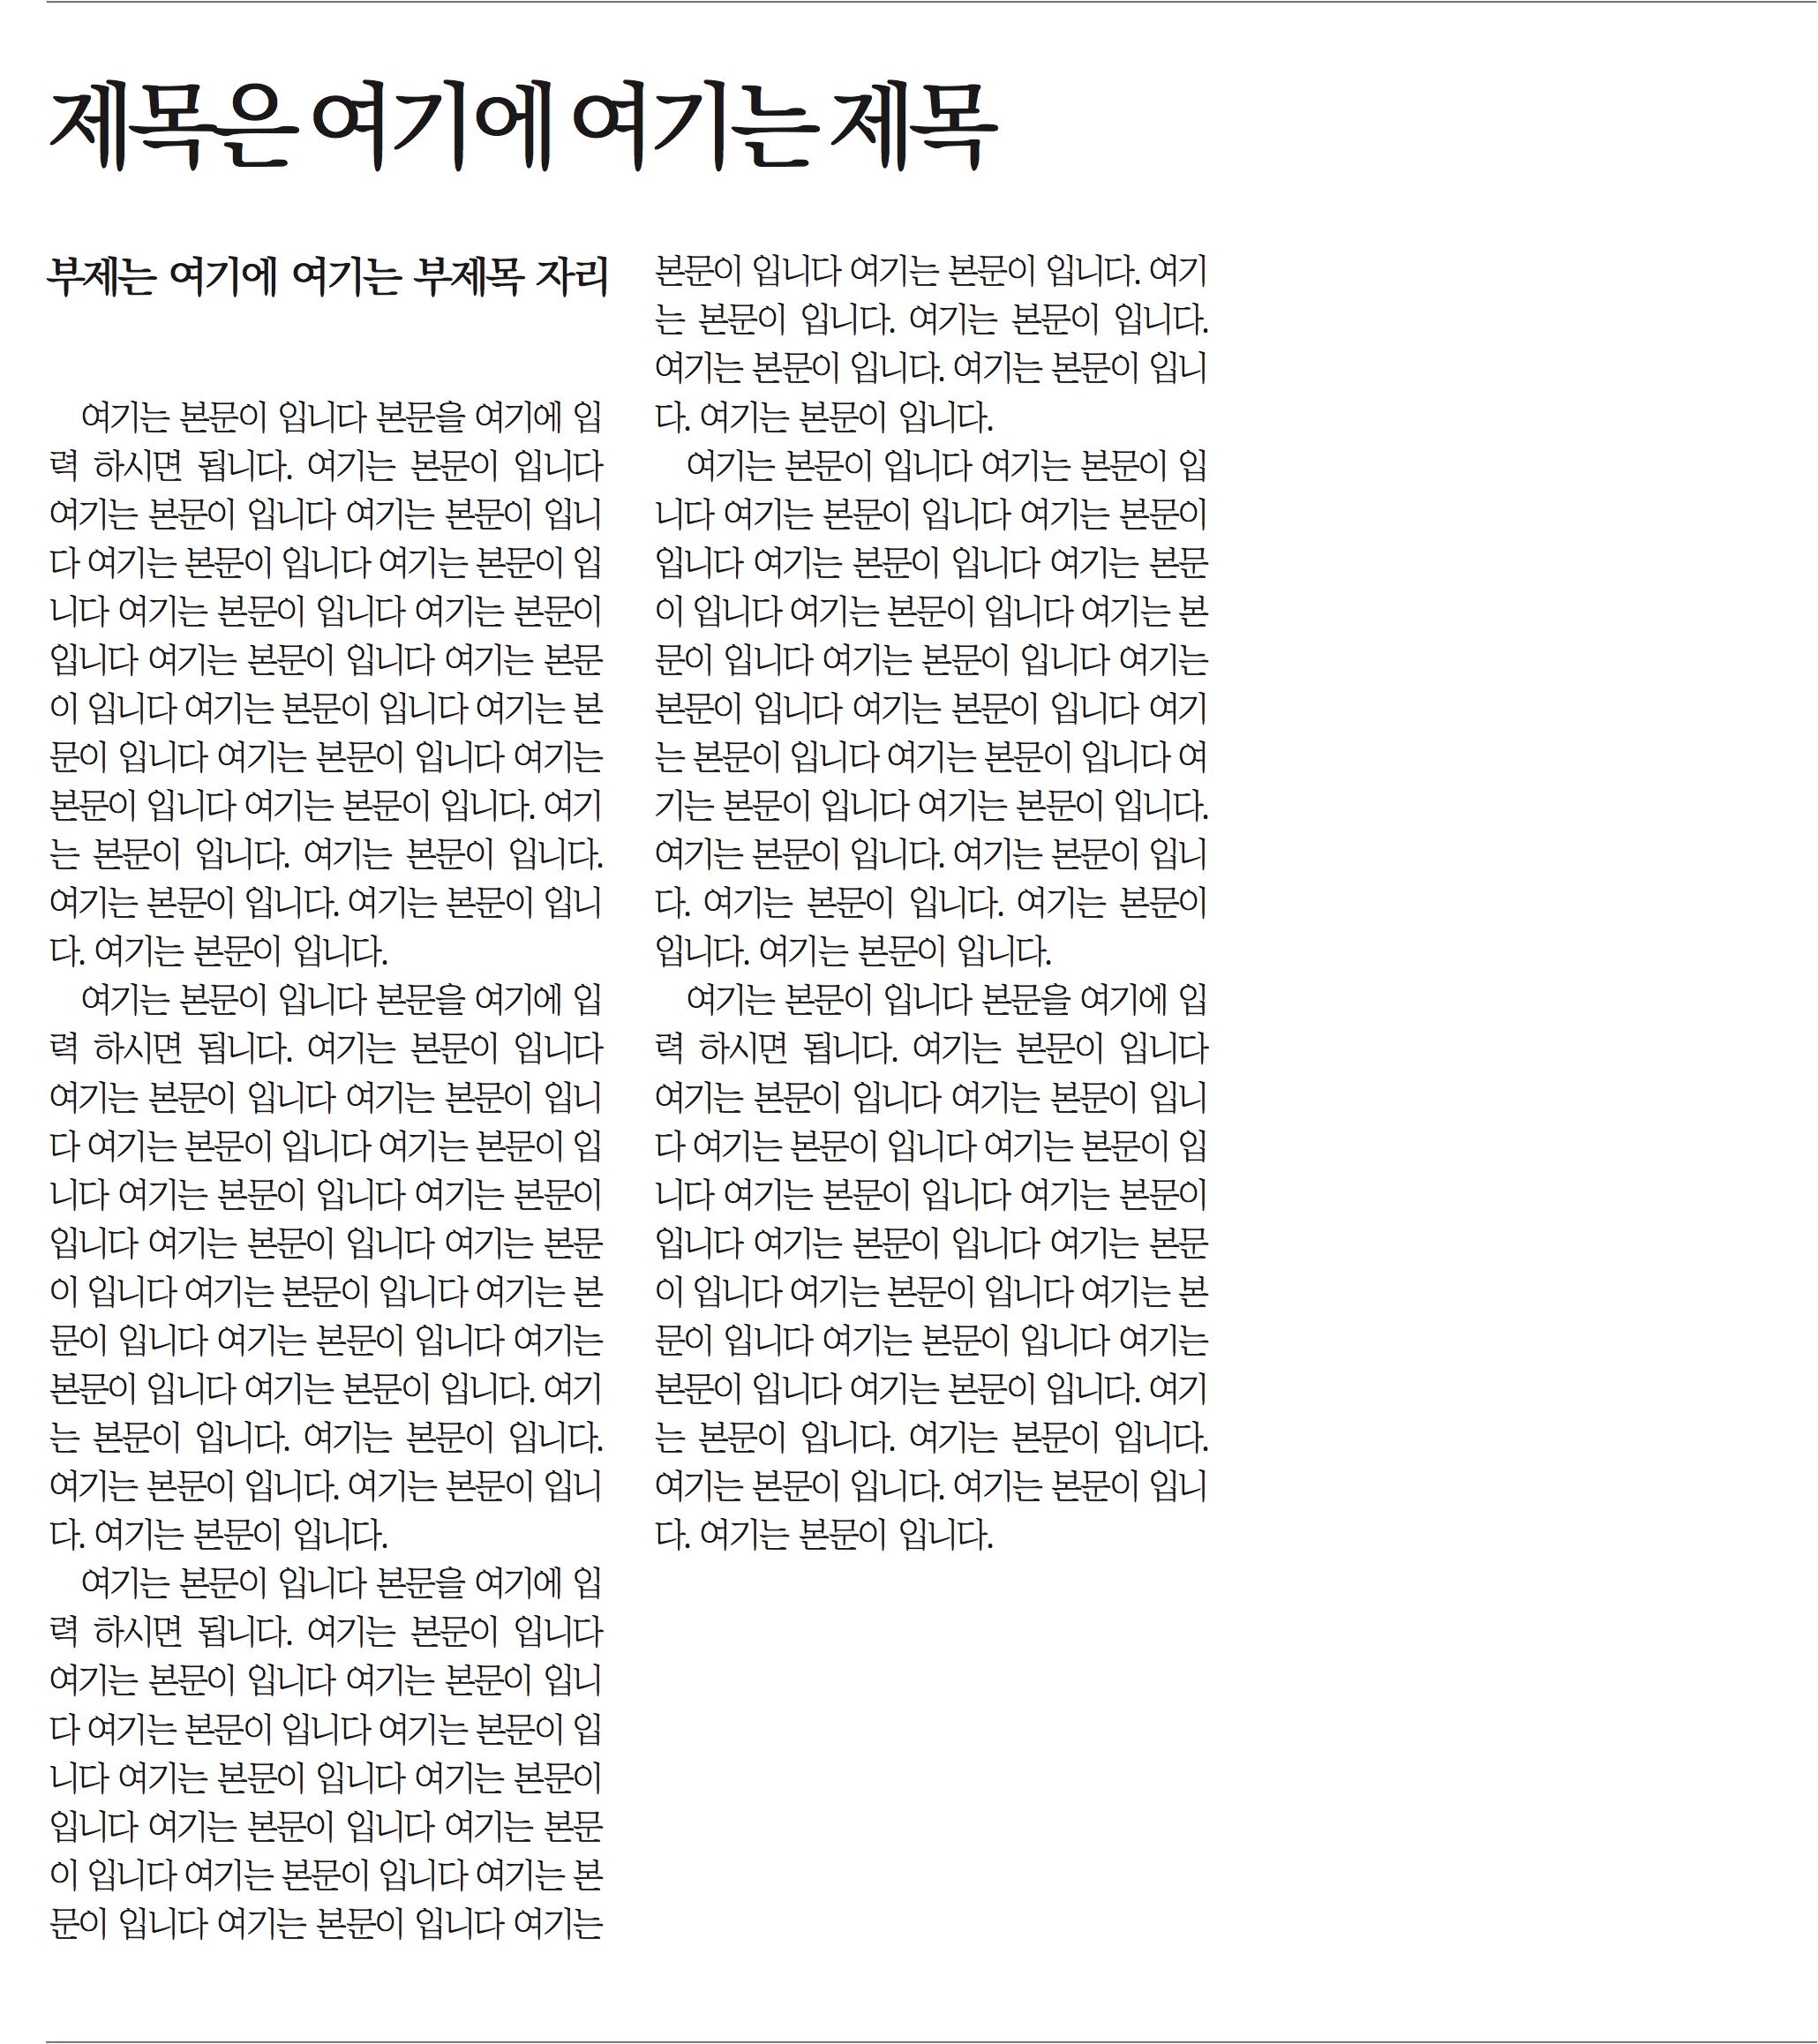 제목은 여기에 여기는 제목
부제는 여기에 여기는 부제목 자리
여기는 본문이 입니다 본문을 여기에 입
력 하시면 됩니다. 여기는 본문이 입니다
여기는 본문이 입니다 여기는 본문이 입니
다 여기는 본문이 입니다 여기는 본문이 입
니다 여기는 본문이 입니다 여기는 본문이
입니다 여기는 본문이 입니다 여기는 본문
이 입니다 여기는 본문이 입니다 여기는 본
문이 입니다 여기는 본문이 입니다 여기는
본문이 입니다 여기는 본문이 입니다. 여기
는 본문이 입니다. 여기는 본문이 입니다.
여기는 본문이 입니다. 여기는 본문이 입니
다. 여기는 본문이 입니다.
여기는 본문이 입니다 본문을 여기에 입
력 하시면 됩니다. 여기는 본문이 입니다
여기는 본문이 입니다 여기는 본문이 입니
다 여기는 본문이 입니다 여기는 본문이 입
니다 여기는 본문이 입니다 여기는 본문이
입니다 여기는 본문이 입니다 여기는 본문
이 입니다 여기는 본문이 입니다 여기는 본
문이 입니다 여기는 본문이 입니다 여기는
본문이 입니다 여기는 본문이 입니다. 여기
는 본문이 입니다. 여기는 본문이 입니다.
여기는 본문이 입니다. 여기는 본문이 입니
다. 여기는 본문이 입니다.
여기는 본문이 입니다 본문을 여기에 입
력 하시면 됩니다. 여기는 본문이 입니다
여기는 본문이 입니다 여기는 본문이 입니
다 여기는 본문이 입니다 여기는 본문이 입
니다 여기는 본문이 입니다 여기는 본문이
입니다 여기는 본문이 입니다 여기는 본문
이 입니다 여기는 본문이 입니다 여기는 본
문이 입니다 여기는 본문이 입니다 여기는
본문이 입니다 여기는 본문이 입니다. 여기
는 본문이 입니다. 여기는 본문이 입니다.
여기는 본문이 입니다. 여기는 본문이 입니
다. 여기는 본문이 입니다.
여기는 본문이 입니다 여기는 본문이 입
니다 여기는 본문이 입니다 여기는 본문이
입니다 여기는 본문이 입니다 여기는 본문
이 입니다 여기는 본문이 입니다 여기는 본
문이 입니다 여기는 본문이 입니다 여기는
본문이 입니다 여기는 본문이 입니다 여기
는 본문이 입니다 여기는 본문이 입니다 여
기는 본문이 입니다 여기는 본문이 입니다.
여기는 본문이 입니다. 여기는 본문이 입니
다. 여기는 본문이 입니다. 여기는 본문이
입니다. 여기는 본문이 입니다.
여기는 본문이 입니다 본문을 여기에 입
력 하시면 됩니다. 여기는 본문이 입니다
여기는 본문이 입니다 여기는 본문이 입니
다 여기는 본문이 입니다 여기는 본문이 입
니다 여기는 본문이 입니다 여기는 본문이
입니다 여기는 본문이 입니다 여기는 본문
이 입니다 여기는 본문이 입니다 여기는 본
문이 입니다 여기는 본문이 입니다 여기는
본문이 입니다 여기는 본문이 입니다. 여기
는 본문이 입니다. 여기는 본문이 입니다.
여기는 본문이 입니다. 여기는 본문이 입니
다. 여기는 본문이 입니다.